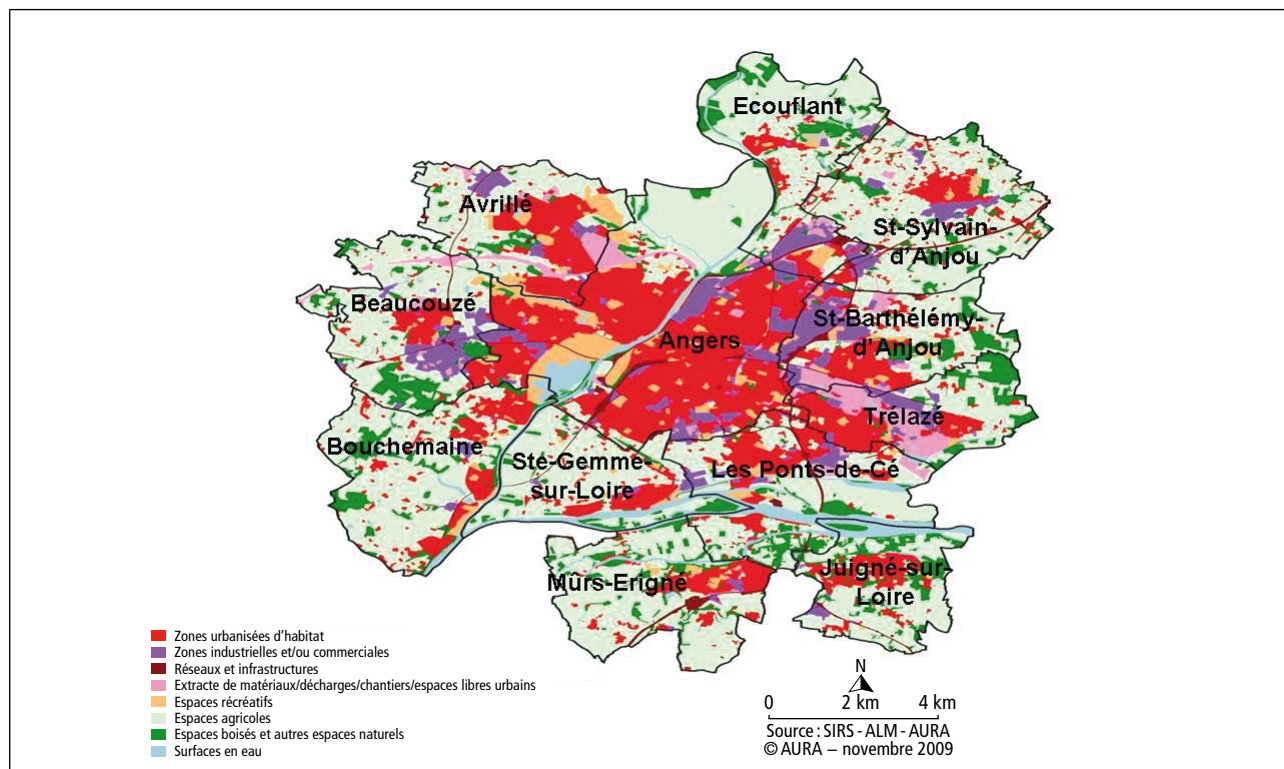 Ecouflant
Avrillé
St-Sylvain-
d'Anjou
Beaucouzé
St-Barthélémy-
d'Anjou
Angers
Trélazé
Bouchemaine
Ste-Gemme-
sur-Loire
Les Ponts-de-Cé
Mûrs-Erigné
Juigné-sur-
Loire
Zones urbanisées d'habitat
Zones industrielles et/ou commerciales
Réseaux et infrastructures
Extracte de matériaux/décharges/chantiers/espaces libres urbains
Espaces récréatifs
Espaces agricoles
Espaces boisés et autres espaces naturels
Surfaces en eau
N
0 2 km 4 km
Source : SIRS - ALM - AURA
© AURA – novembre 2009